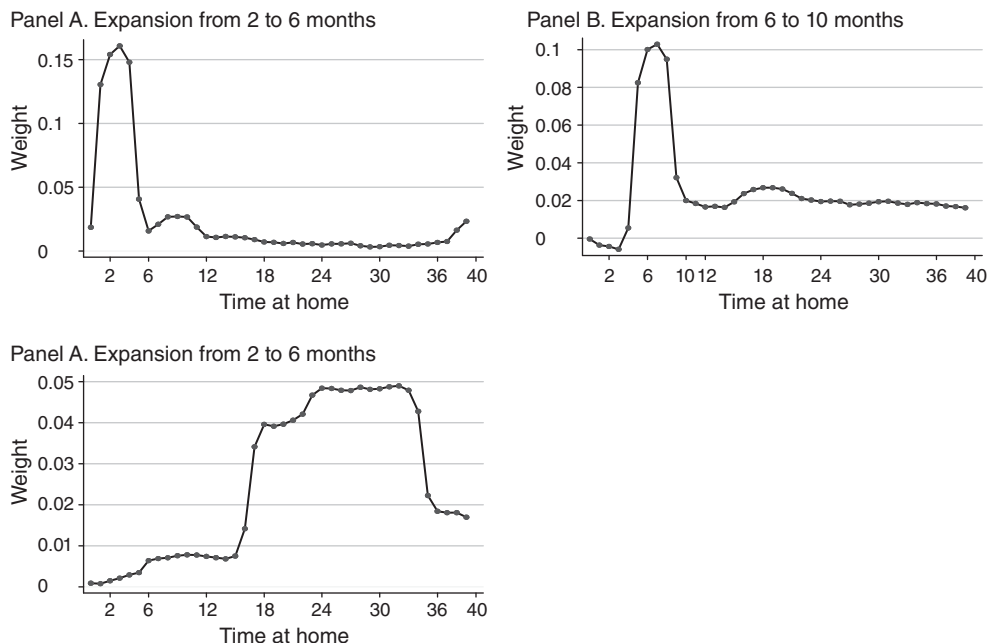 Panel A. Expansion from 2 to 6 months
Weight
0.15
0.1
0.05
0
2 6 12 18 24 30 36 40
Time at home
Panel B. Expansion from 6 to 10 months
Weight
0.1
0.08
0.06
0.04
0.02
0
2 6 10 12 18 24 30 36 40
Time at home
Panel A. Expansion from 2 to 6 months
Weight
0.05
0.04
0.03
0.02
0.01
0
2 6 12 18 24 30 36 40
Time at home